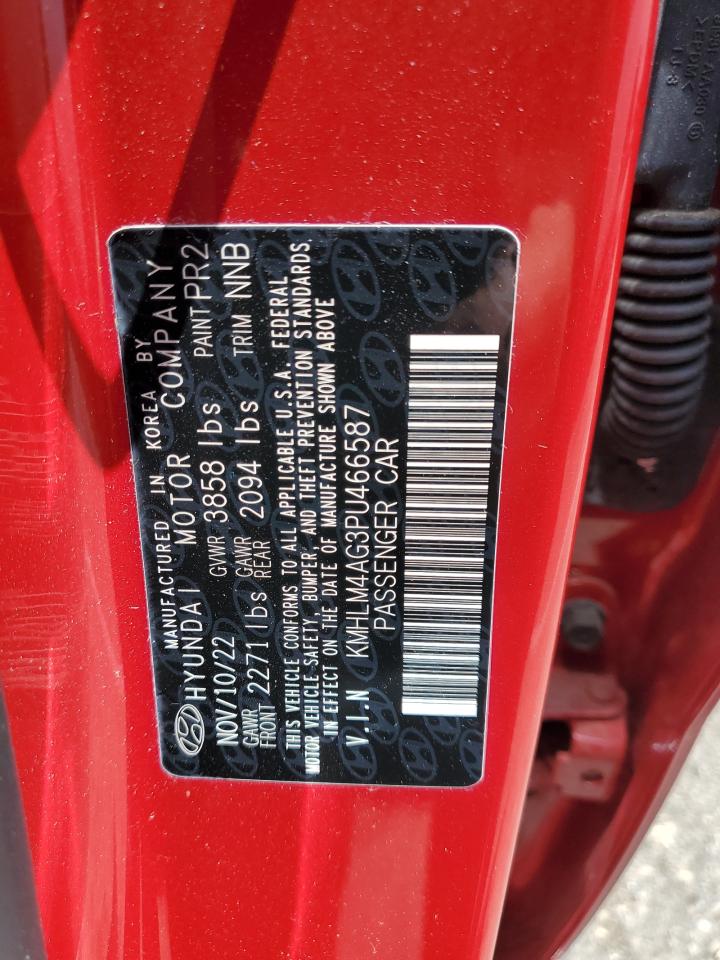 MANUFACTURED IN KOREA BY
HYUNDAI MOTOR COMPANY
NOV/10/22 GVWR 3858 lbs PAINT PR2
GAWR FRONT 2271 lbs GAWR REAR 2094 lbs TRIM NNB
THIS VEHICLE CONFORMS TO ALL APPLICABLE U.S.A. FEDERAL
MOTOR VEHICLE SAFETY, BUMPER, AND THEFT PREVENTION STANDARDS
IN EFFECT ON THE DATE OF MANUFACTURE SHOWN ABOVE
V.I.N KMHLM4AG3PU466587
PASSENGER CAR
>EPDM<